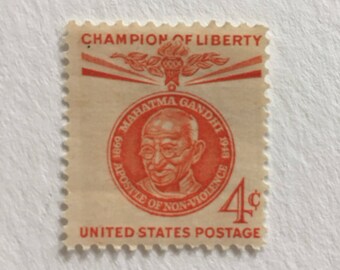 CHAMPION OF LIBERTY
MAHATMA GANDHI
1869
1948
APOSTLE OF NON-VIOLENCE
4¢
UNITED STATES POSTAGE